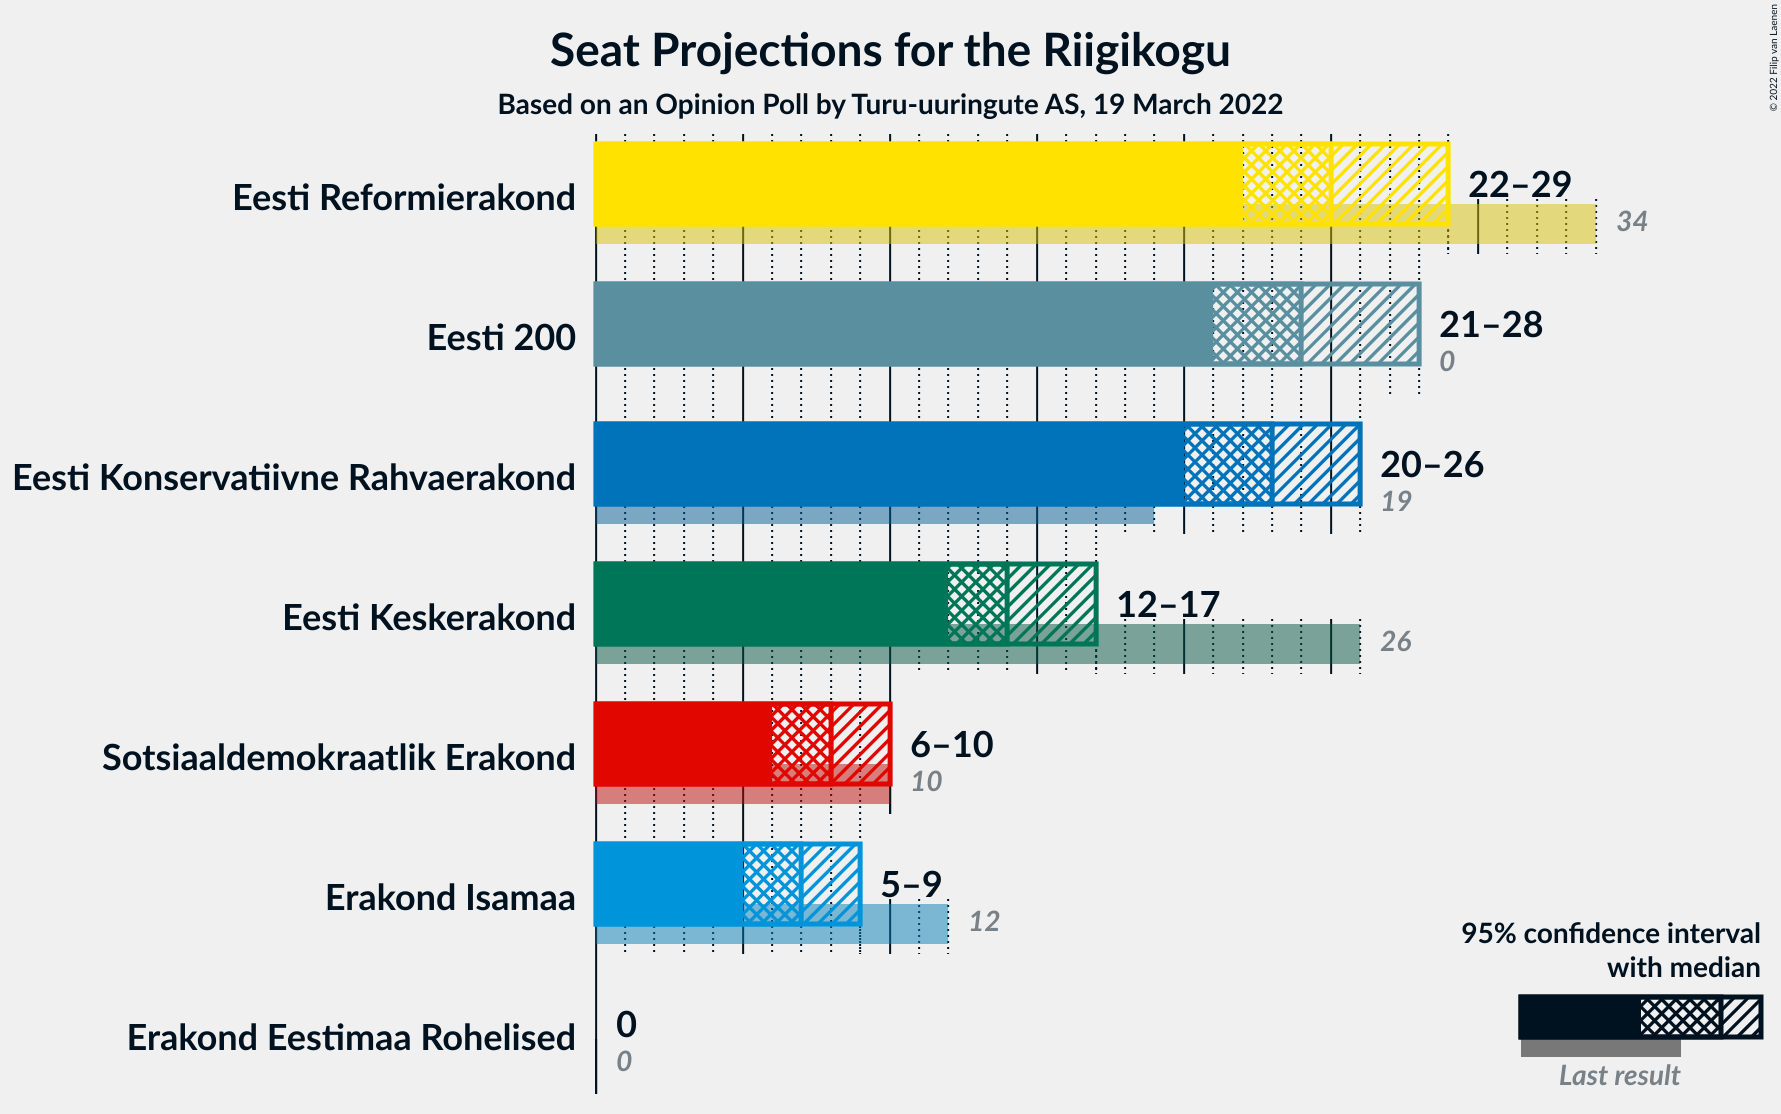 Seat Projections for the Riigikogu
Based on an Opinion Poll by Turu-uuringute AS, 19 March 2022
© 2022 Filip van Laenen
Eesti Reformierakond
22–29
34
Eesti 200
21–28
0
Eesti Konservatiivne Rahvaerakond
20–26
19
Eesti Keskerakond
12–17
26
Sotsiaaldemokraatlik Erakond
6–10
10
Erakond Isamaa
5–9
12
Erakond Eestimaa Rohelised
0
0
95% confidence interval
with median
Last result